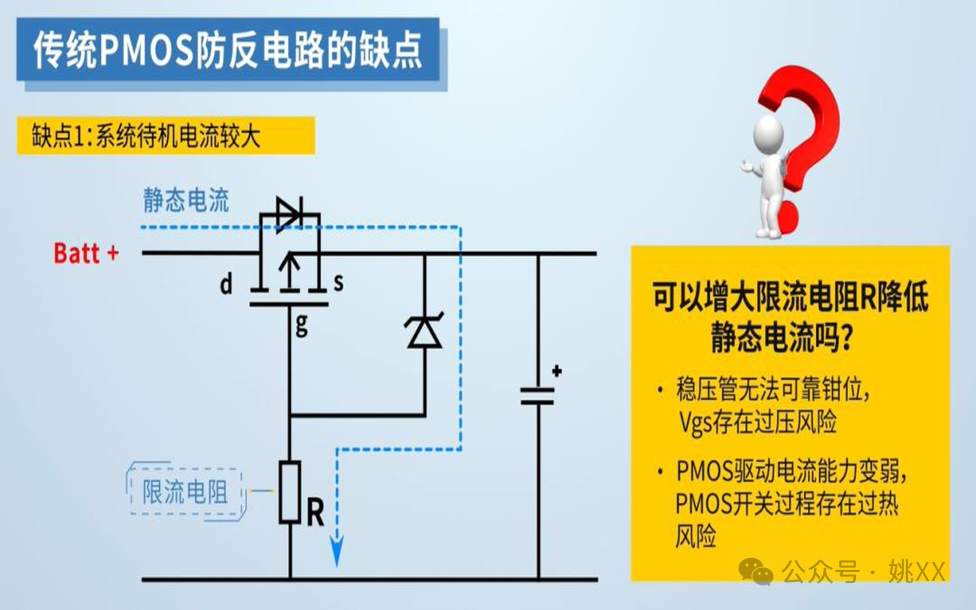 传统PMOS防反电路的缺点
缺点1:系统待机电流较大
静态电流
Batt +
d
s
g
+
限流电阻
R
可以增大限流电阻R降低
静态电流吗?
· 稳压管无法可靠钳位,
Vgs存在过压风险
· PMOS驱动电流能力变弱,
PMOS开关过程存在过热
风险
公众号 · 姚XX